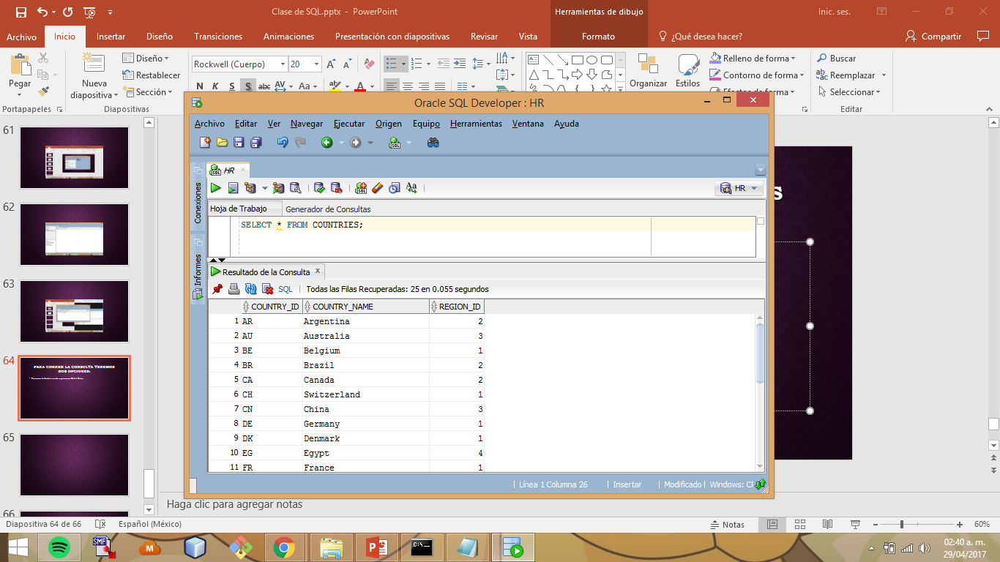 Clase de SQL.pptx - PowerPoint
Herramientas de dibujo
Inic. ses.
Archivo
Inicio
Insertar
Diseño
Transiciones
Animaciones
Presentación con diapositivas
Revisar
Vista
Formato
¿Qué desea hacer?
Compartir
Pegar
Nueva
diapositiva
Diseño
Restablecer
Sección
Rockwell (Cuerpo)
20
N K S S abc AV Aa
Organizar
Estilos
Relleno de forma
Contorno de forma
Efectos de forma
Buscar
Reemplazar
Seleccionar
Portapapeles
Diapositivas
Editar
Oracle SQL Developer : HR
Archivo Editar Ver Navegar Ejecutar Origen Equipo Herramientas Ventana Ayuda
HR
HR
Conexiones
Informes
Hoja de Trabajo
Generador de Consultas
SELECT * FROM COUNTRIES;
Resultado de la Consulta
SQL
Todas las Filas Recuperadas: 25 en 0.055 segundos
COUNTRY_ID COUNTRY_NAME REGION_ID
1 AR Argentina 2
2 AU Australia 3
3 BE Belgium 1
4 BR Brazil 2
5 CA Canada 2
6 CH Switzerland 1
7 CN China 3
8 DE Germany 1
9 DK Denmark 1
10 EG Egypt 4
11 FR France 1
Línea 1 Columna 26
Insertar
Modificado
Windows:
61
62
63
64
PARA CORRER LA CONSULTA TENEMOS
DOS OPCIONES:
65
66
Haga clic para agregar notas
Diapositiva 64 de 66
Español (México)
Notas
60%
02:40 a. m.
29/04/2017